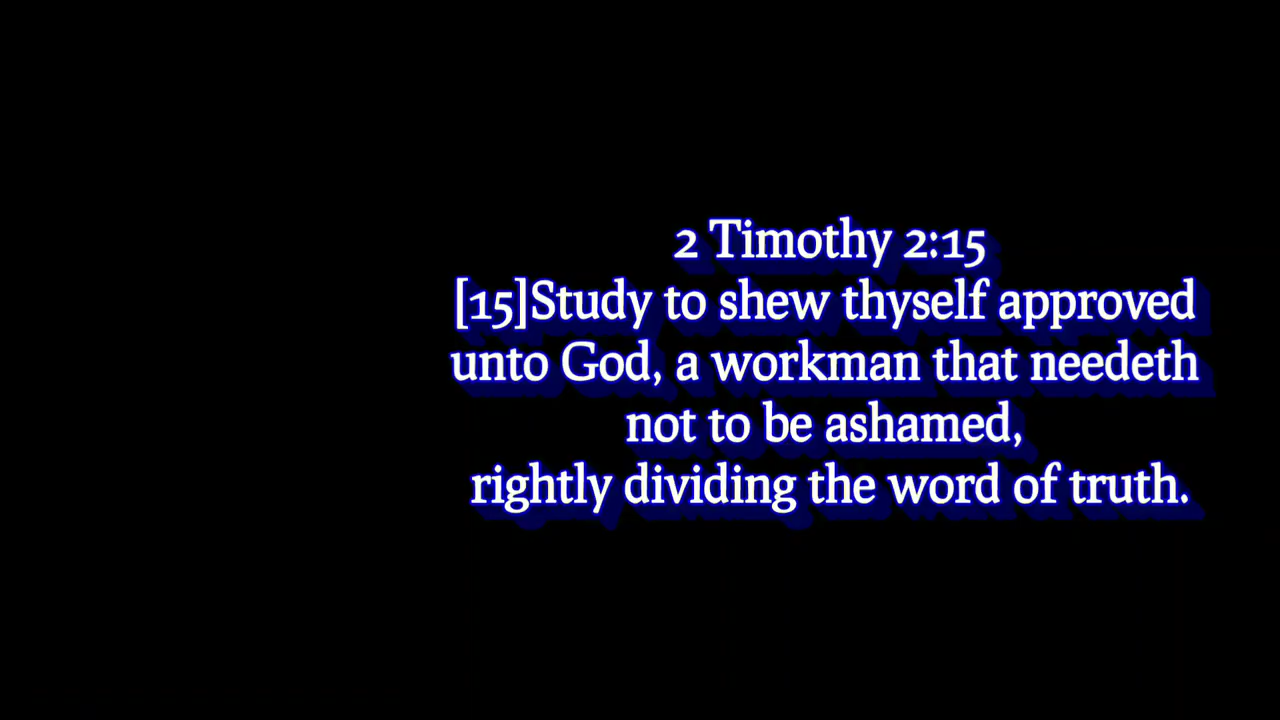 2 Timothy 2:15
[15]Study to shew thyself approved
unto God, a workman that needeth
not to be ashamed,
rightly dividing the word of truth.